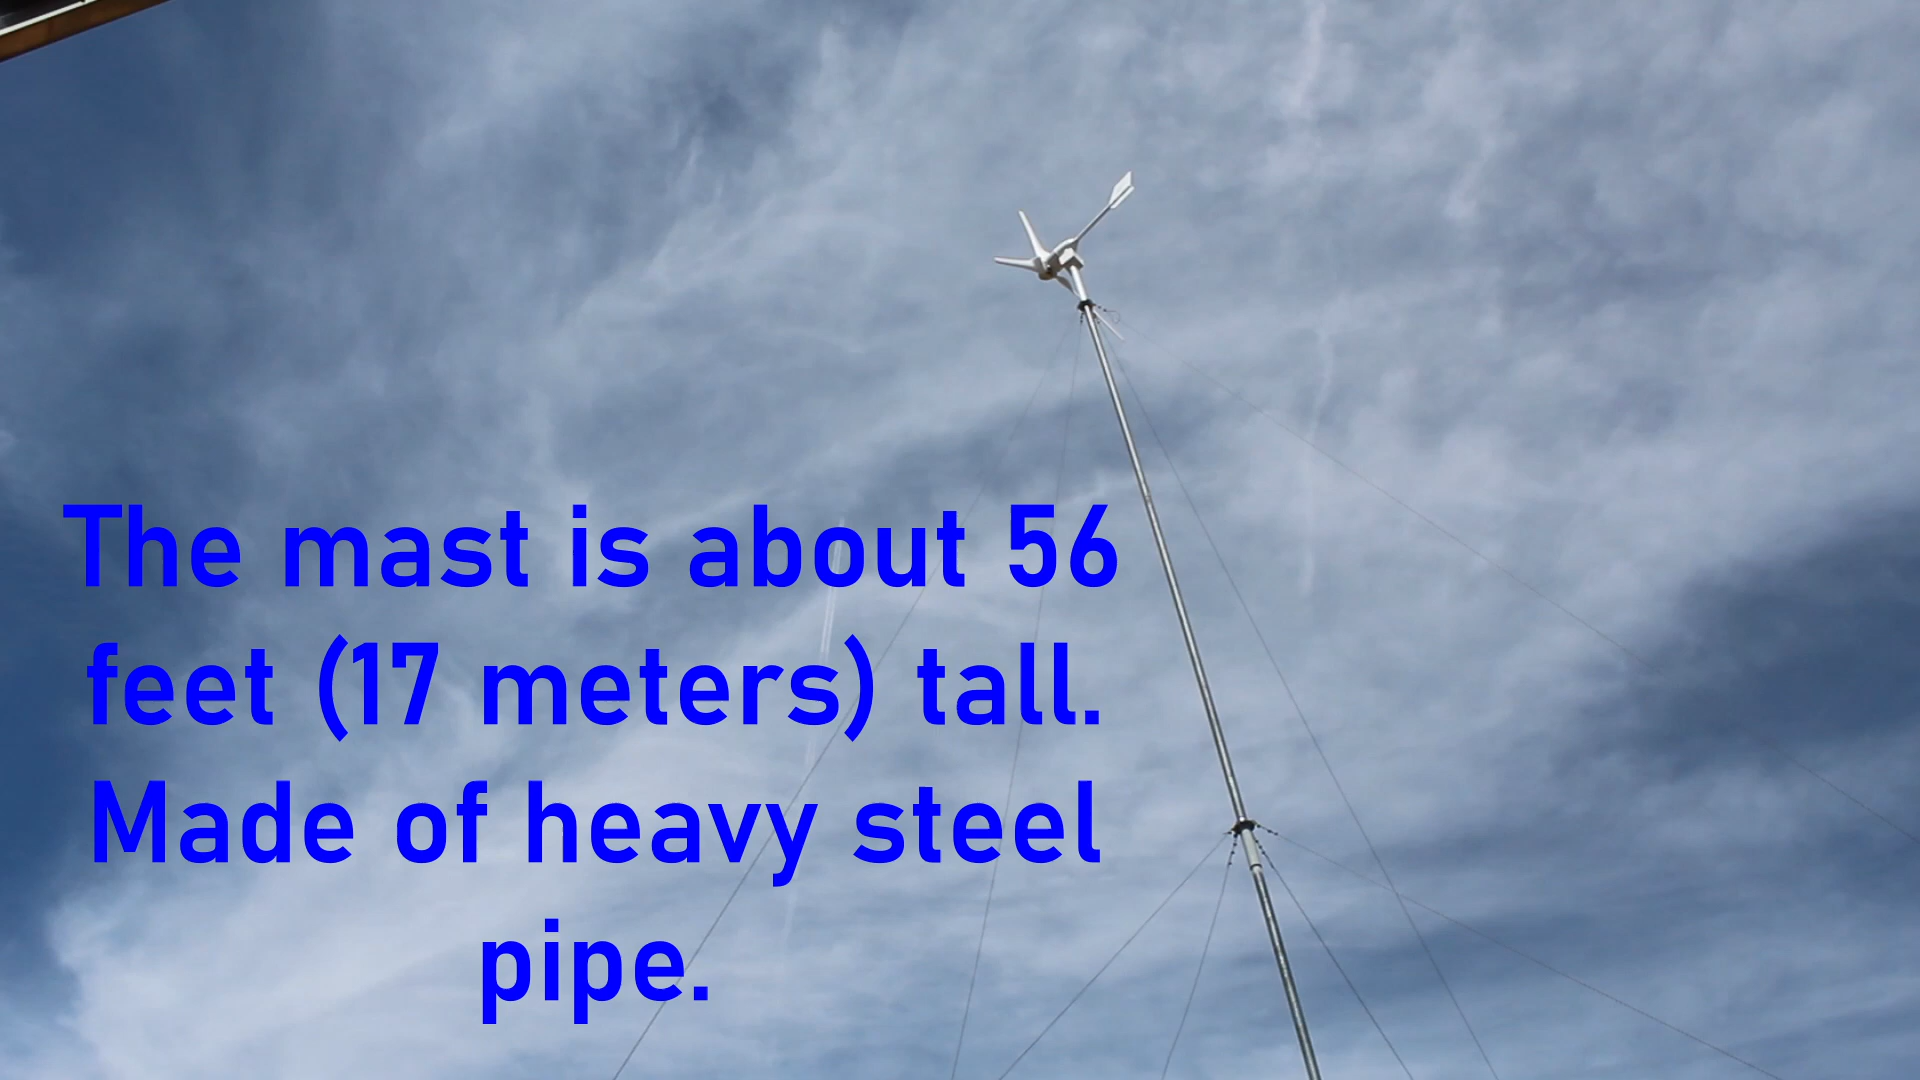 The mast is about 56
feet (17 meters) tall.
Made of heavy steel
pipe.